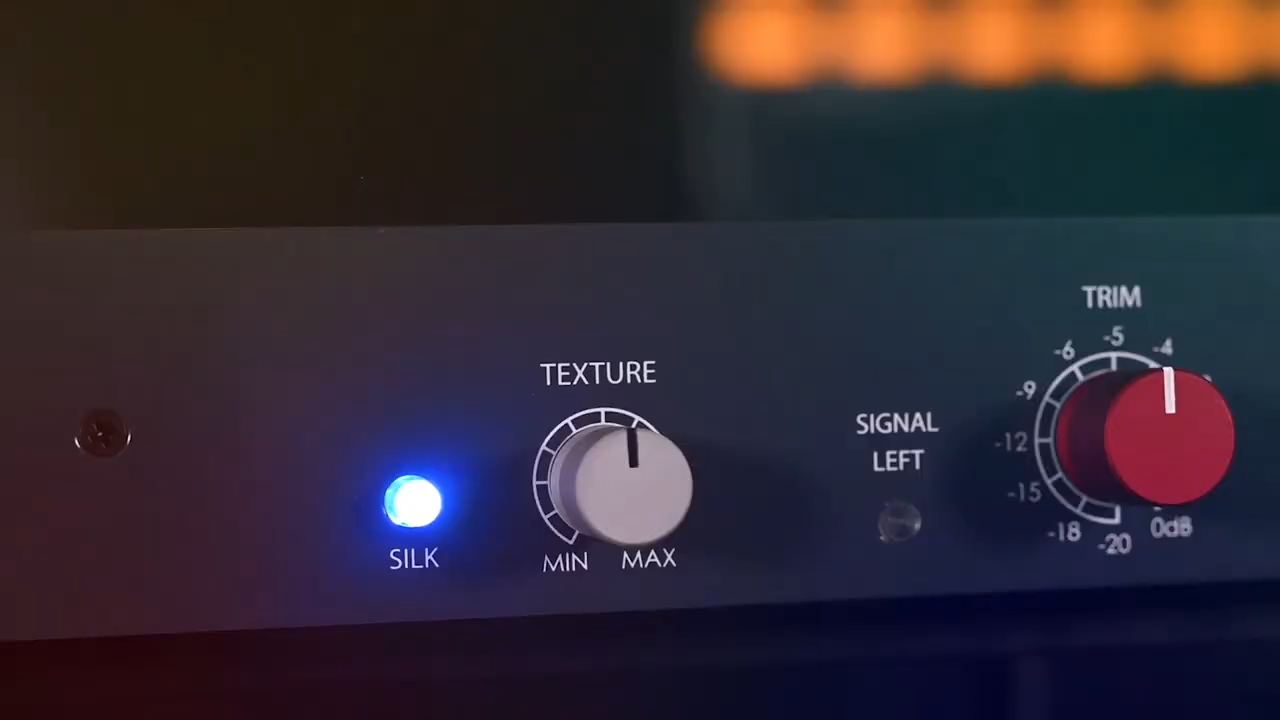 TRIM
-5
-6
-4
TEXTURE
-9
SIGNAL
LEFT
-12
-15
0dB
-18
-20
SILK
MIN
MAX